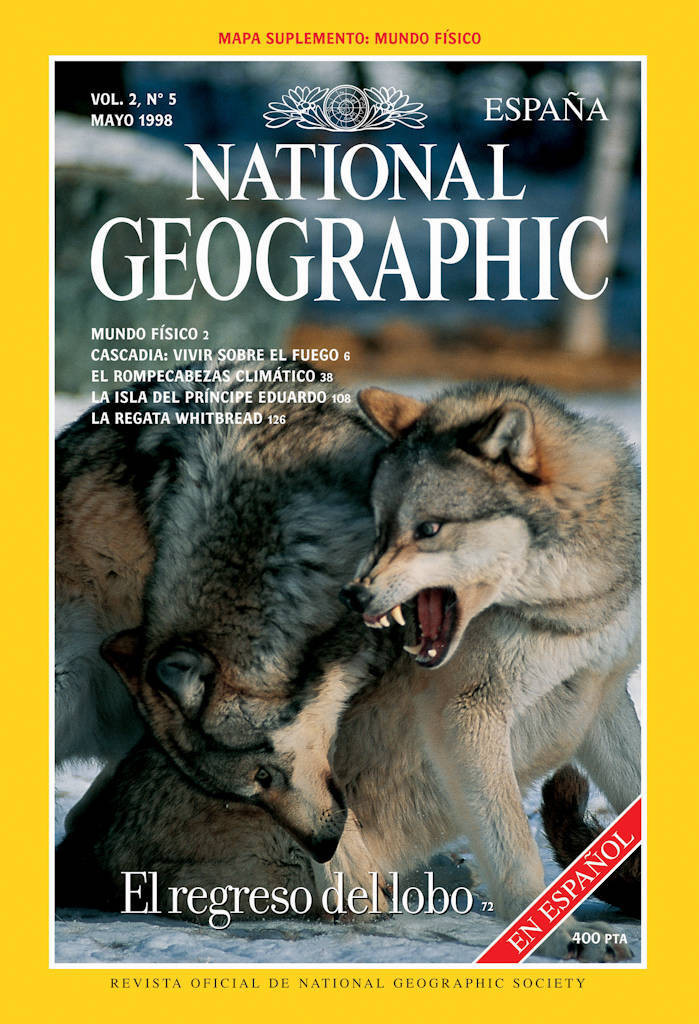 MAPA SUPLEMENTO: MUNDO FÍSICO
VOL. 2, N° 5
MAYO 1998
ESPAÑA
NATIONAL
GEOGRAPHIC
MUNDO FÍSICO 2
CASCADIA: VIVIR SOBRE EL FUEGO 6
EL ROMPECABEZAS CLIMÁTICO 38
LA ISLA DEL PRÍNCIPE EDUARDO 108
LA REGATA WHITBREAD 126
El regreso del lobo 72
EN ESPAÑOL
400 PTA
REVISTA OFICIAL DE NATIONAL GEOGRAPHIC SOCIETY